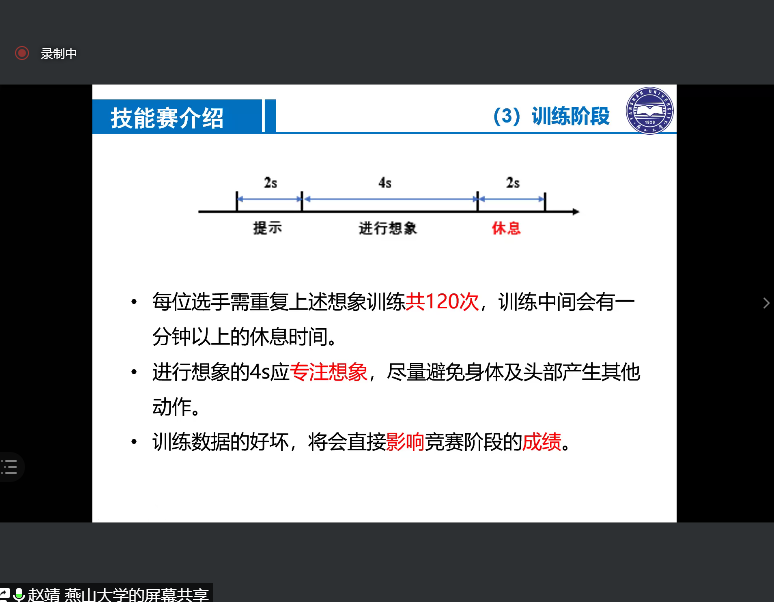 录制中
技能赛介绍
(3) 训练阶段
2s 4s 2s
提示 进行想象 休息
• 每位选手需重复上述想象训练共120次，训练中间会有一
分钟以上的休息时间。
• 进行想象的4s应专注想象，尽量避免身体及头部产生其他
动作。
• 训练数据的好坏，将会直接影响竞赛阶段的成绩。
赵靖 燕山大学的屏幕共享